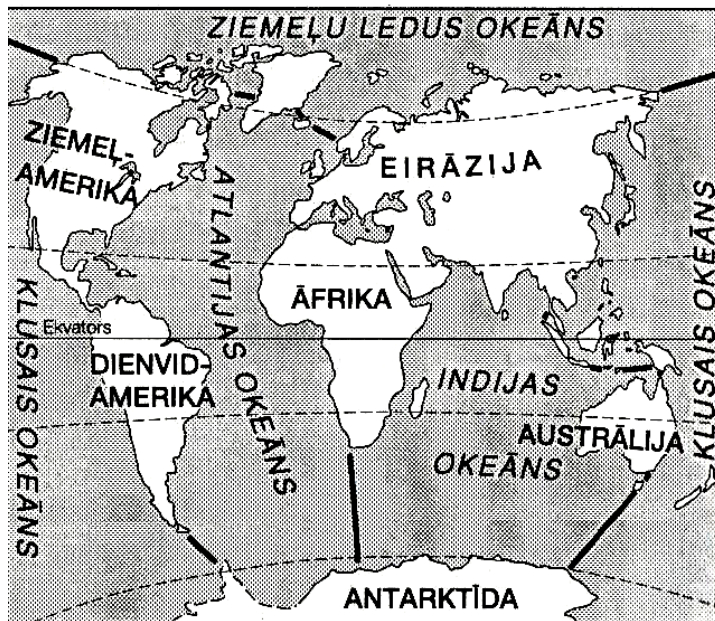 ZIEMEĻU LEDUS OKEĀNS
ZIEMEĻ-
AMERIKA
EIRĀZIJA
ATLANTIJAS OKEĀNS
KLUSAIS OKEĀNS
ĀFRIKA
KLUSAIS OKEĀNS
Ekvators
DIENVID-
AMERIKA
INDIJAS
OKEĀNS
AUSTRĀLIJA
ANTARKTĪDA